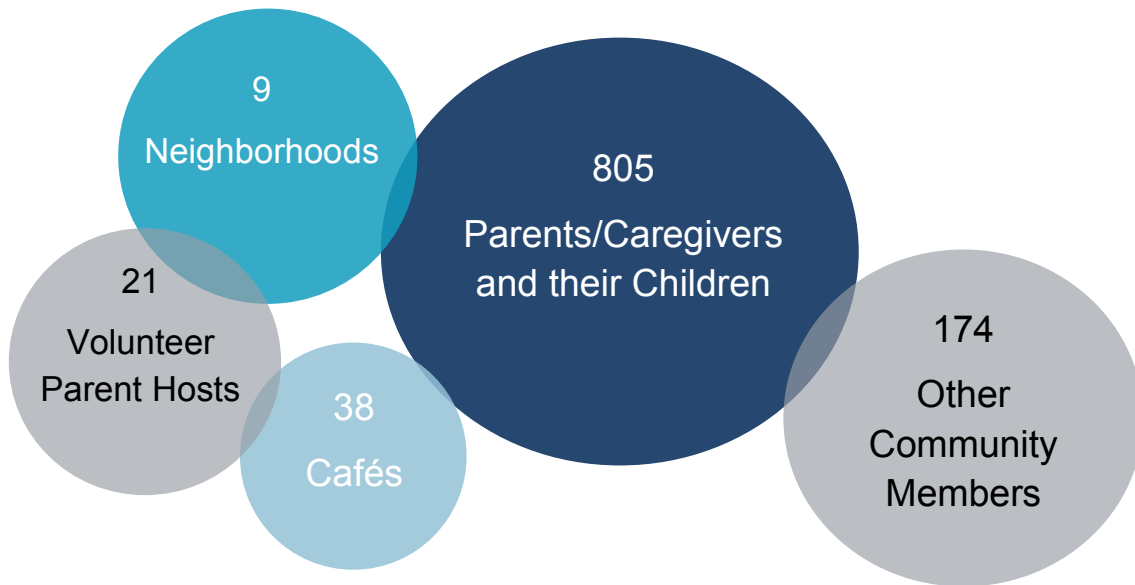 9
Neighborhoods
805
Parents/Caregivers
and their Children
21
Volunteer
Parent Hosts
38
Cafés
174
Other
Community
Members